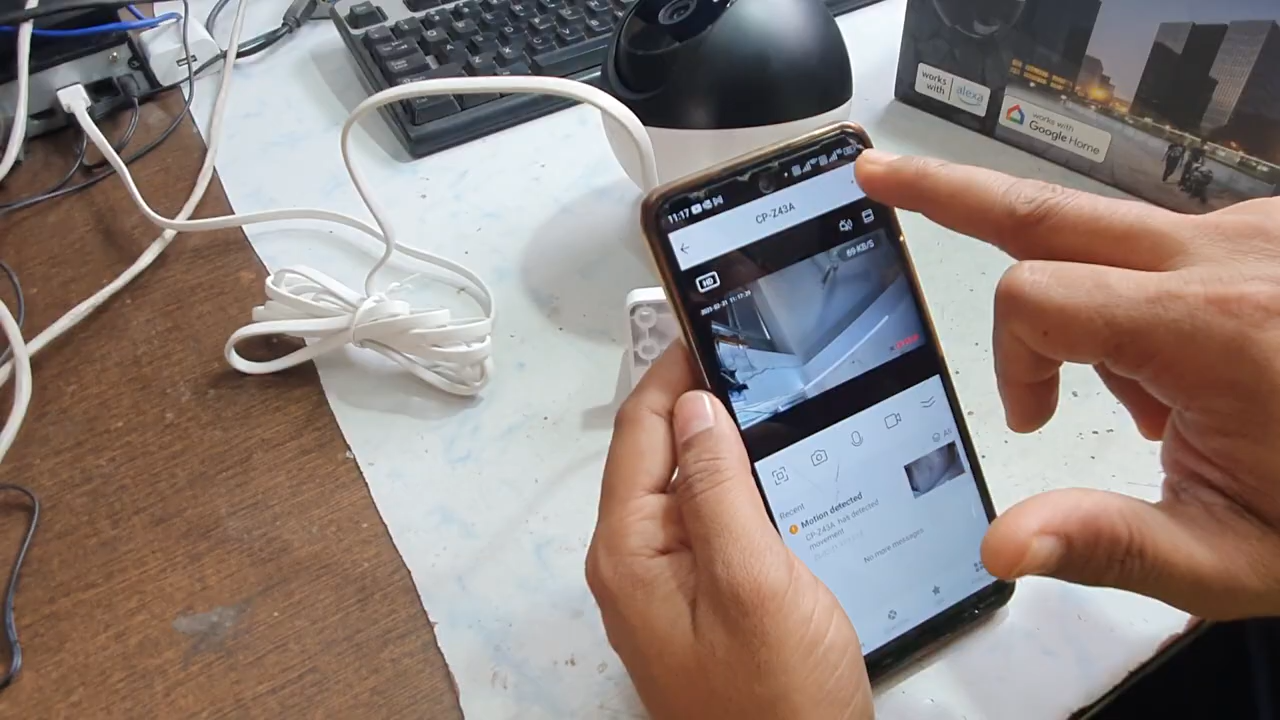 works
with
alexa
works with
Google Home
11:17
CP-Z43A
69 KB/S
HD
Recent
All
Motion detected
CP-Z43A has detected
movement
No more messages